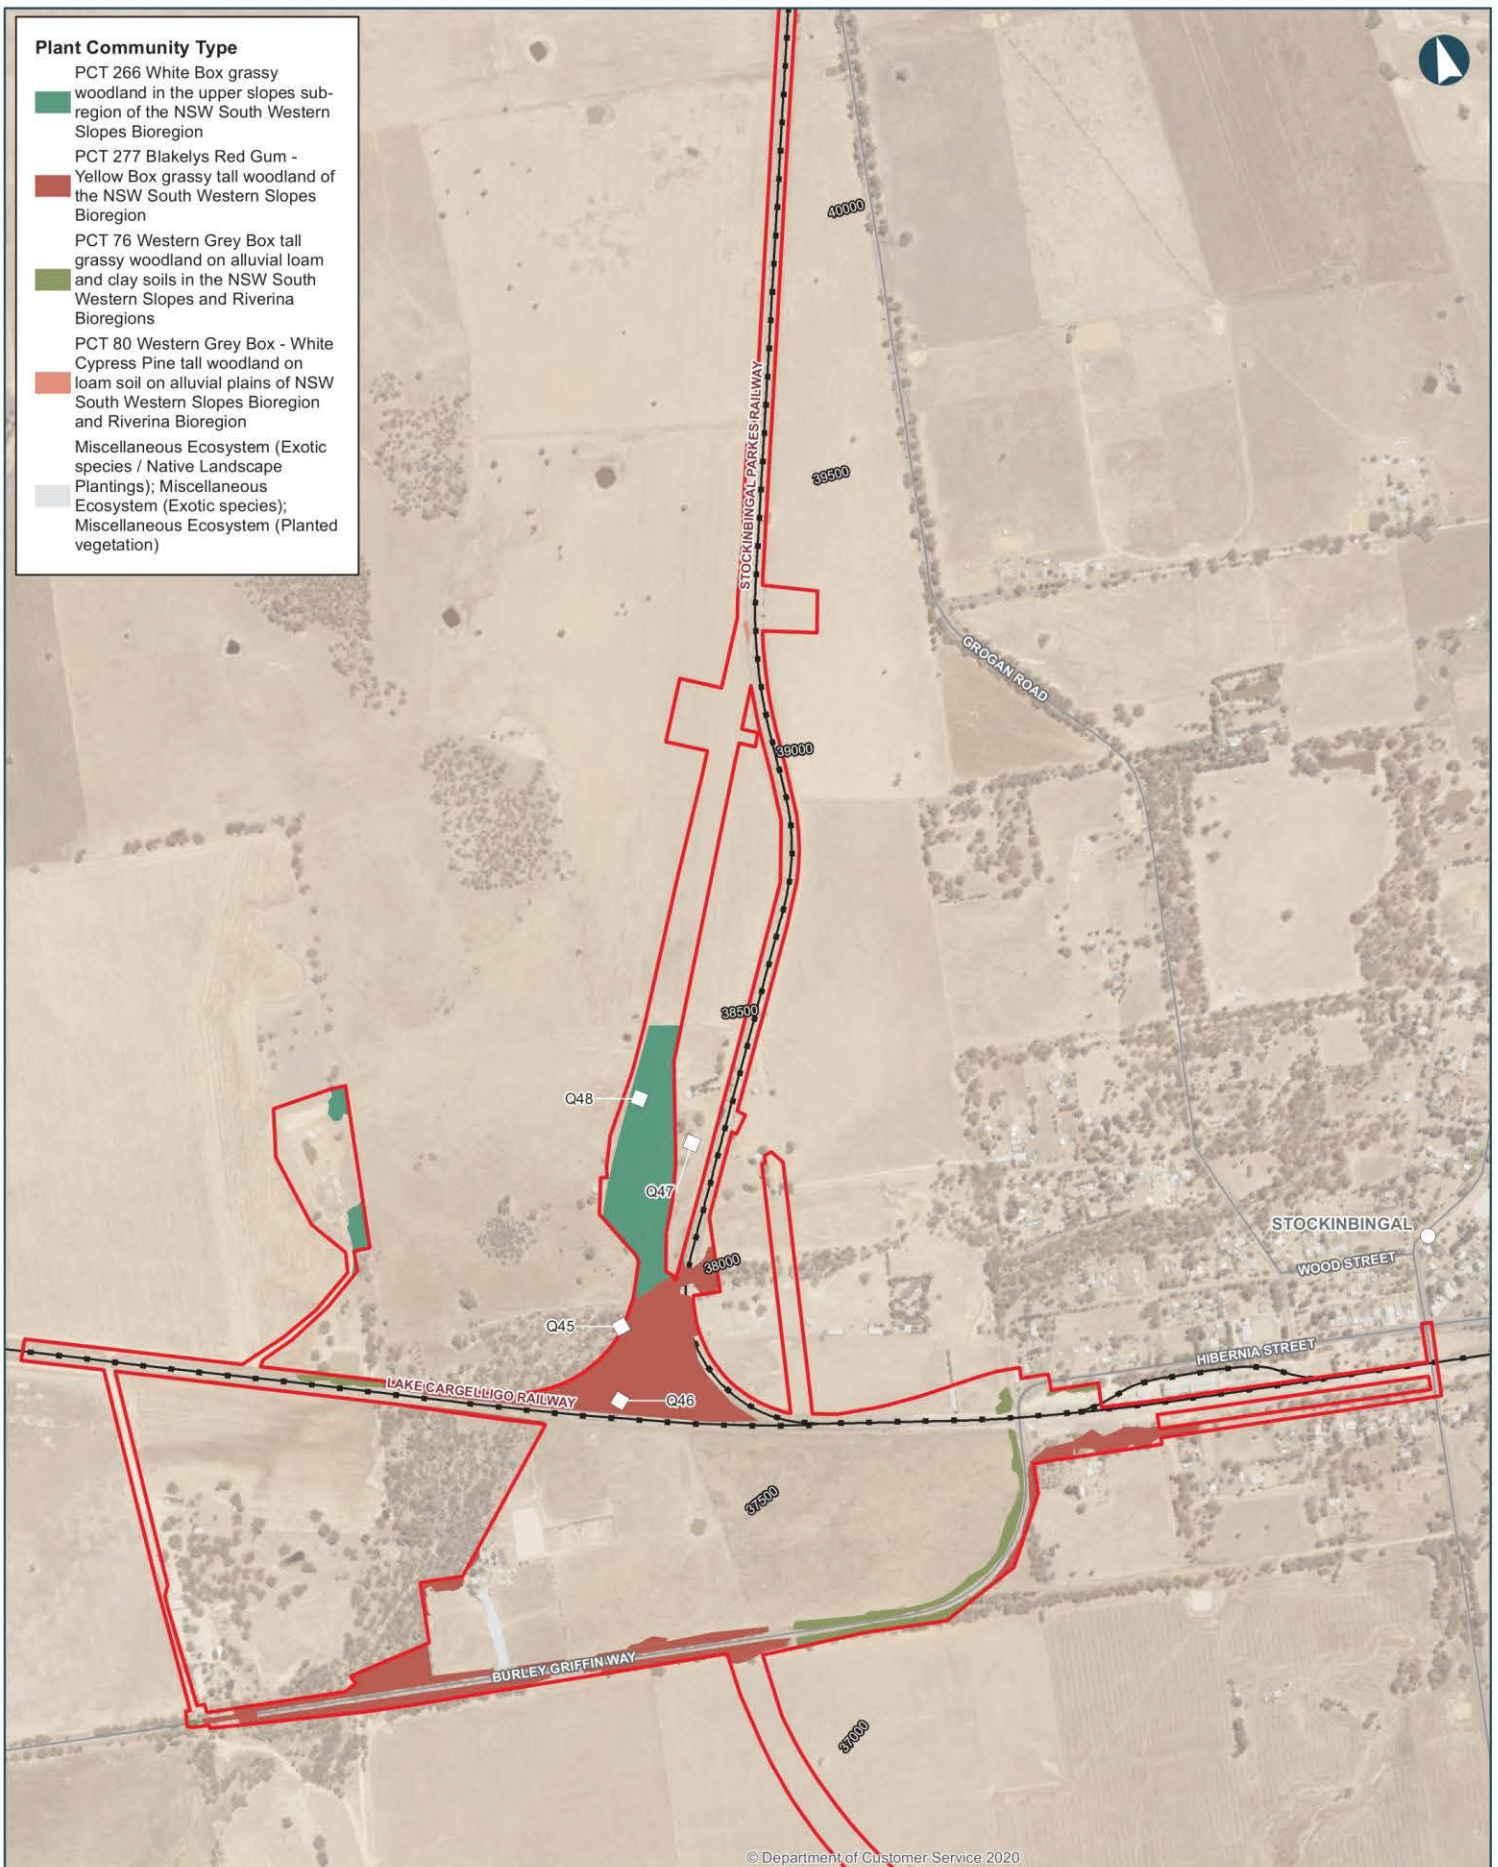 Plant Community Type
PCT 266 White Box grassy
woodland in the upper slopes sub-
region of the NSW South Western
Slopes Bioregion
PCT 277 Blakelys Red Gum -
Yellow Box grassy tall woodland of
the NSW South Western Slopes
Bioregion
PCT 76 Western Grey Box tall
grassy woodland on alluvial loam
and clay soils in the NSW South
Western Slopes and Riverina
Bioregions
PCT 80 Western Grey Box - White
Cypress Pine tall woodland on
loam soil on alluvial plains of NSW
South Western Slopes Bioregion
and Riverina Bioregion
Miscellaneous Ecosystem (Exotic
species / Native Landscape
Plantings); Miscellaneous
Ecosystem (Exotic species);
Miscellaneous Ecosystem (Planted
vegetation)
40000
STOCKINBINGAL PARKES RAILWAY
39500
GROGAN ROAD
39000
38500
Q48
Q47
STOCKINBINGAL
WOOD STREET
38000
Q45
HIBERNIA STREET
LAKE CARGELLIGO RAILWAY
Q46
37500
BURLEY GRIFFIN WAY
37000
© Department of Customer Service 2020